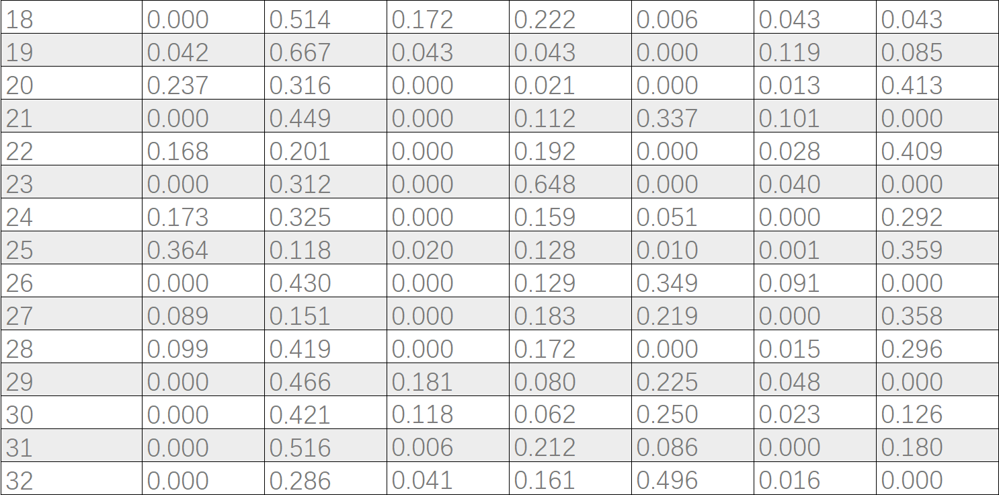 18 0.000 0.514 0.172 0.222 0.006 0.043 0.043
19 0.042 0.667 0.043 0.043 0.000 0.119 0.085
20 0.237 0.316 0.000 0.021 0.000 0.013 0.413
21 0.000 0.449 0.000 0.112 0.337 0.101 0.000
22 0.168 0.201 0.000 0.192 0.000 0.028 0.409
23 0.000 0.312 0.000 0.648 0.000 0.040 0.000
24 0.173 0.325 0.000 0.159 0.051 0.000 0.292
25 0.364 0.118 0.020 0.128 0.010 0.001 0.359
26 0.000 0.430 0.000 0.129 0.349 0.091 0.000
27 0.089 0.151 0.000 0.183 0.219 0.000 0.358
28 0.099 0.419 0.000 0.172 0.000 0.015 0.296
29 0.000 0.466 0.181 0.080 0.225 0.048 0.000
30 0.000 0.421 0.118 0.062 0.250 0.023 0.126
31 0.000 0.516 0.006 0.212 0.086 0.000 0.180
32 0.000 0.286 0.041 0.161 0.496 0.016 0.000